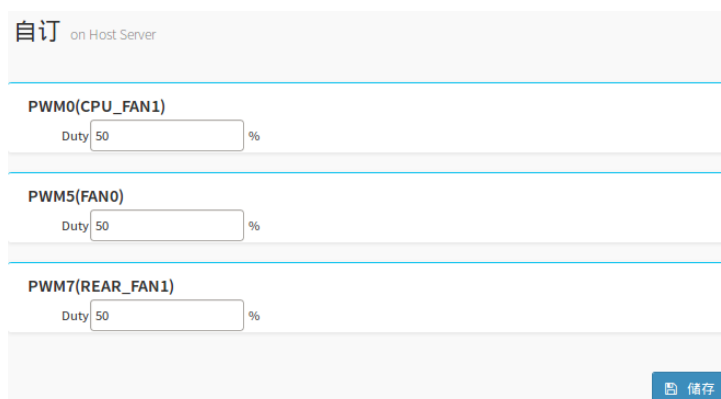 自订 on Host Server
PWM0(CPU_FAN1)
Duty 50 %
PWM5(FAN0)
Duty 50 %
PWM7(REAR_FAN1)
Duty 50 %
储存